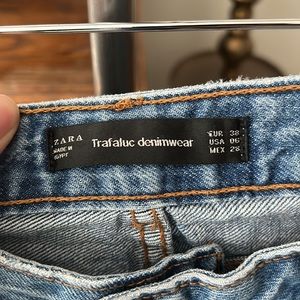 ZARA
MADE IN
EGYPT
Trafaluc denimwear
EUR 38
USA 06
MEX 28